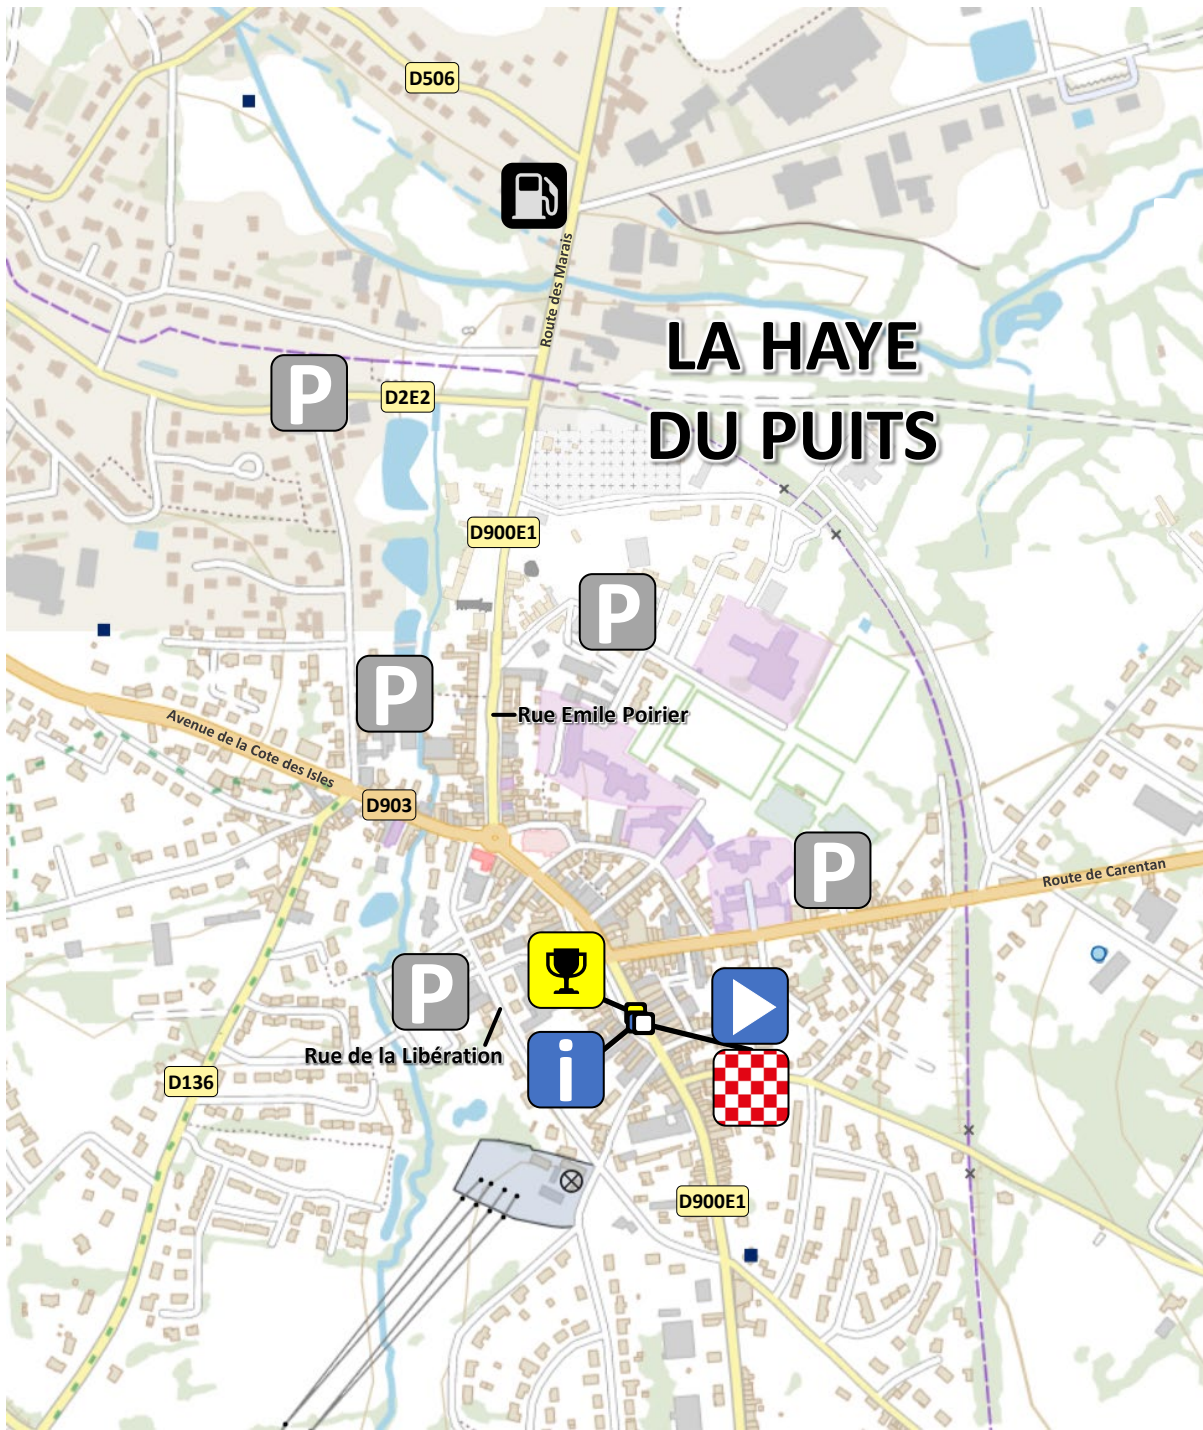 D506
Route des Marais
LA HAYE
DU PUITS
P
D2E2
D900E1
P
P
Rue Emile Poirier
Avenue de la Cote des Isles
D903
P
Route de Carentan
P
Rue de la Libération
i
D136
D900E1